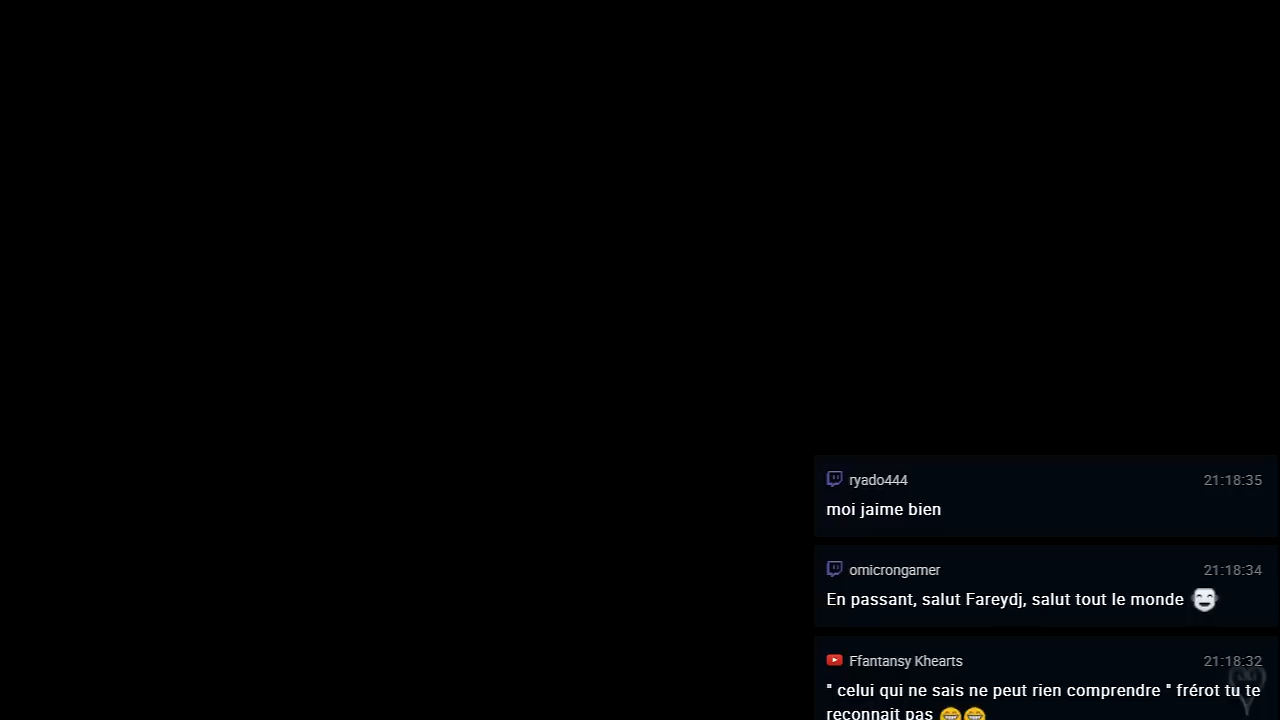 ryado444 21:18:35
moi jaime bien
omicrongamer 21:18:34
En passant, salut Fareydj, salut tout le monde
Ffantansy Khearts 21:18:32
" celui qui ne sais ne peut rien comprendre " frérot tu te
reconnait pas